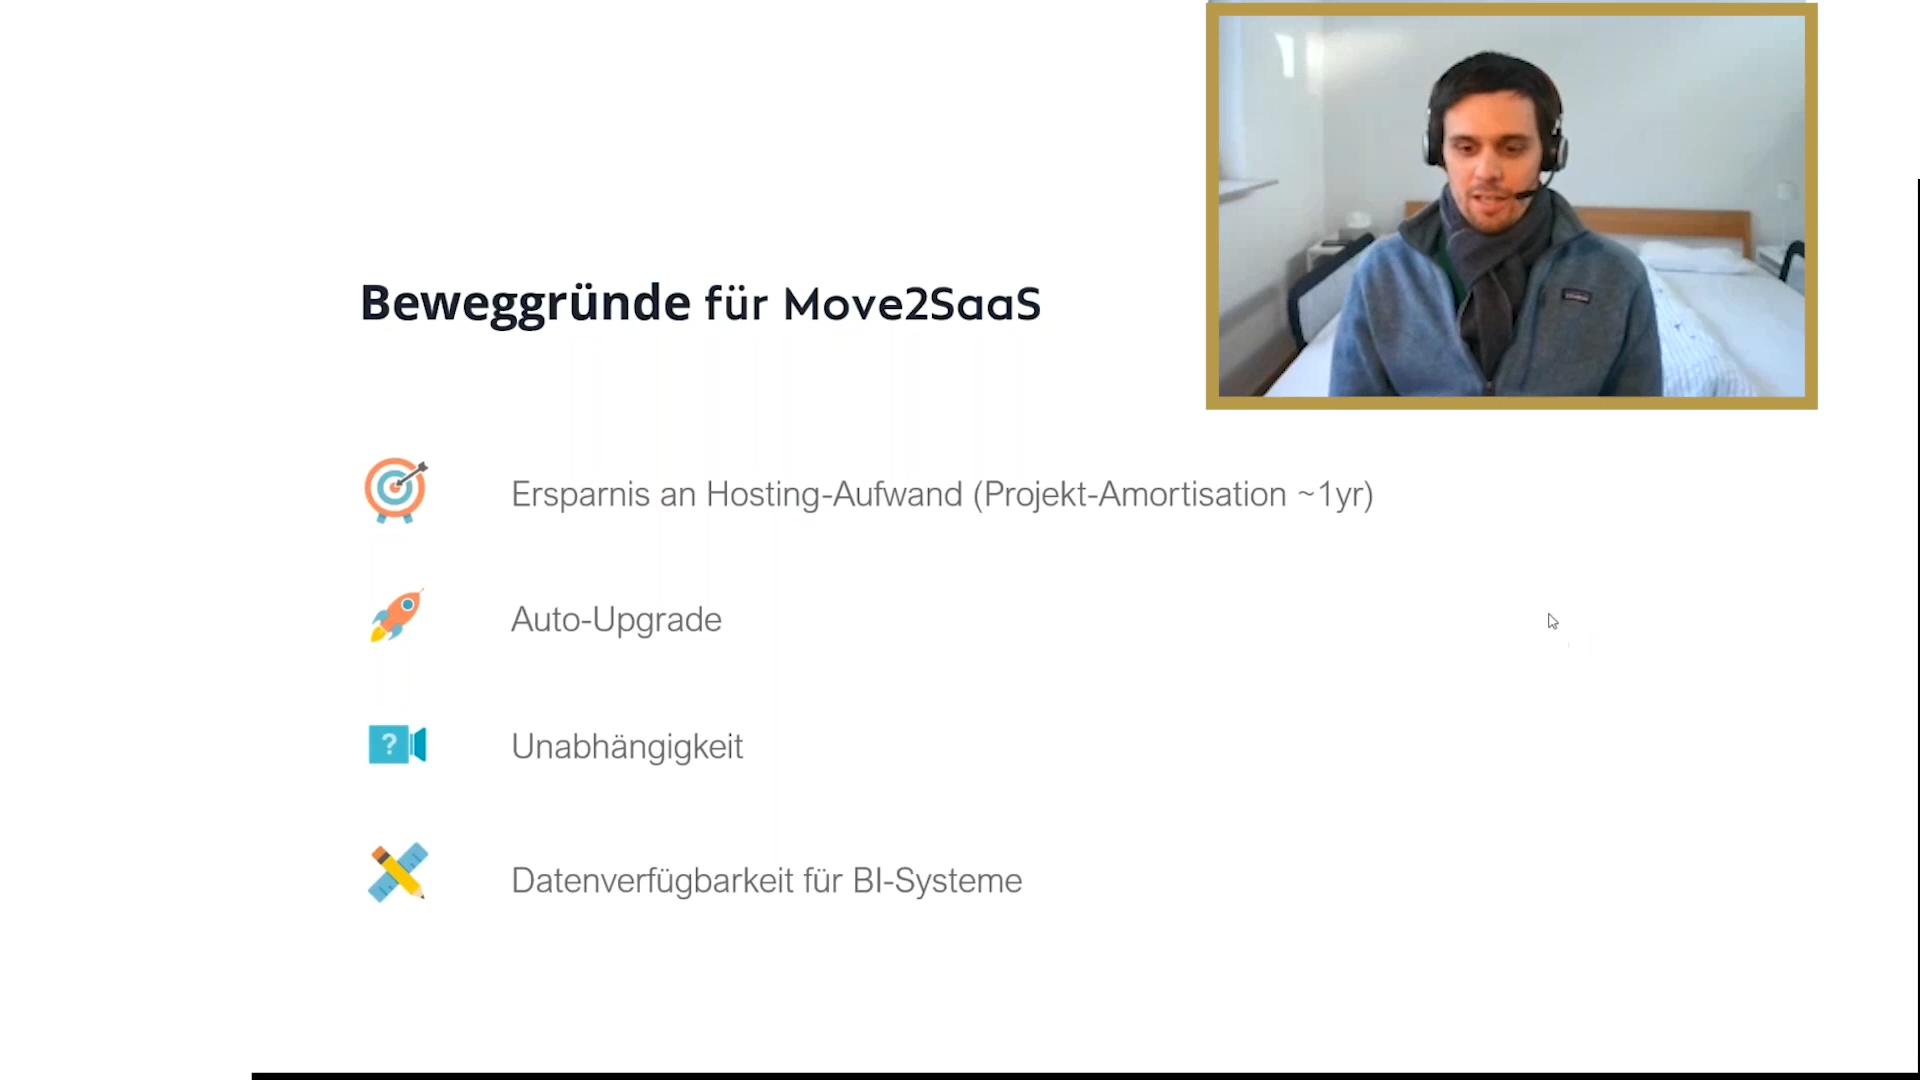 Beweggründe für Move2SaaS
Ersparnis an Hosting-Aufwand (Projekt-Amortisation ~1yr)
Auto-Upgrade
?
Unabhängigkeit
Datenverfügbarkeit für BI-Systeme